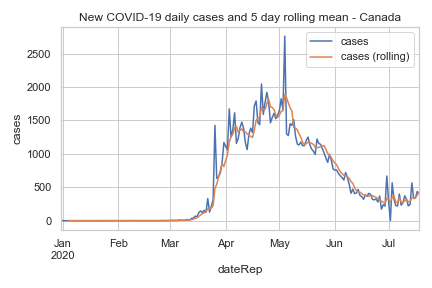 New COVID-19 daily cases and 5 day rolling mean - Canada
cases
cases (rolling)
2500
2000
1500
1000
500
0
cases
Jan
2020
Feb
Mar
Apr
May
Jun
Jul
dateRep